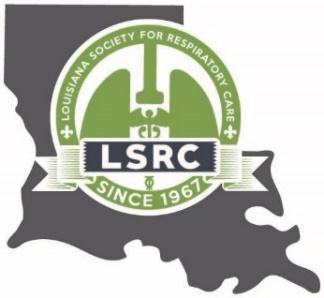 LOUISIANA SOCIETY FOR RESPIRATORY CARE
LSRC
SINCE 1967